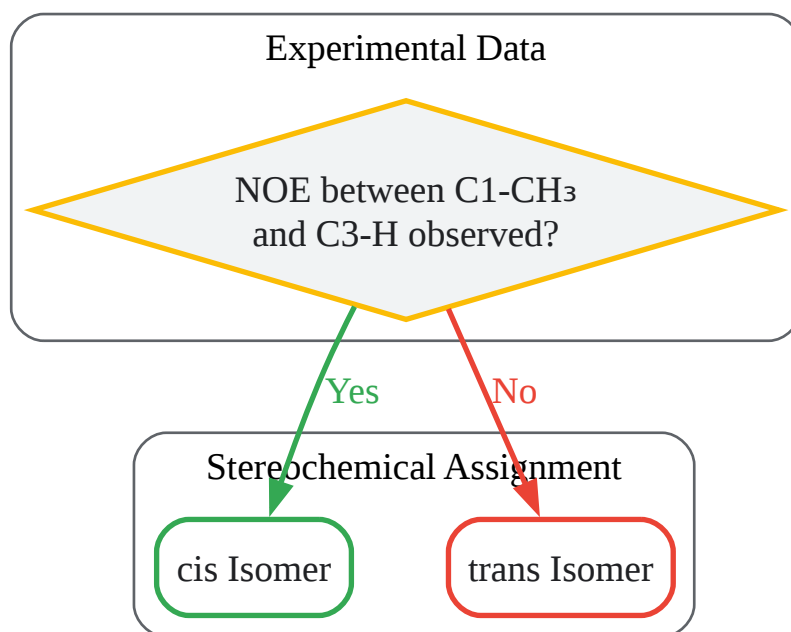 Experimental Data
NOE between C1-CH₃
and C3-H observed?
Yes
No
Stereochemical Assignment
cis Isomer
trans Isomer